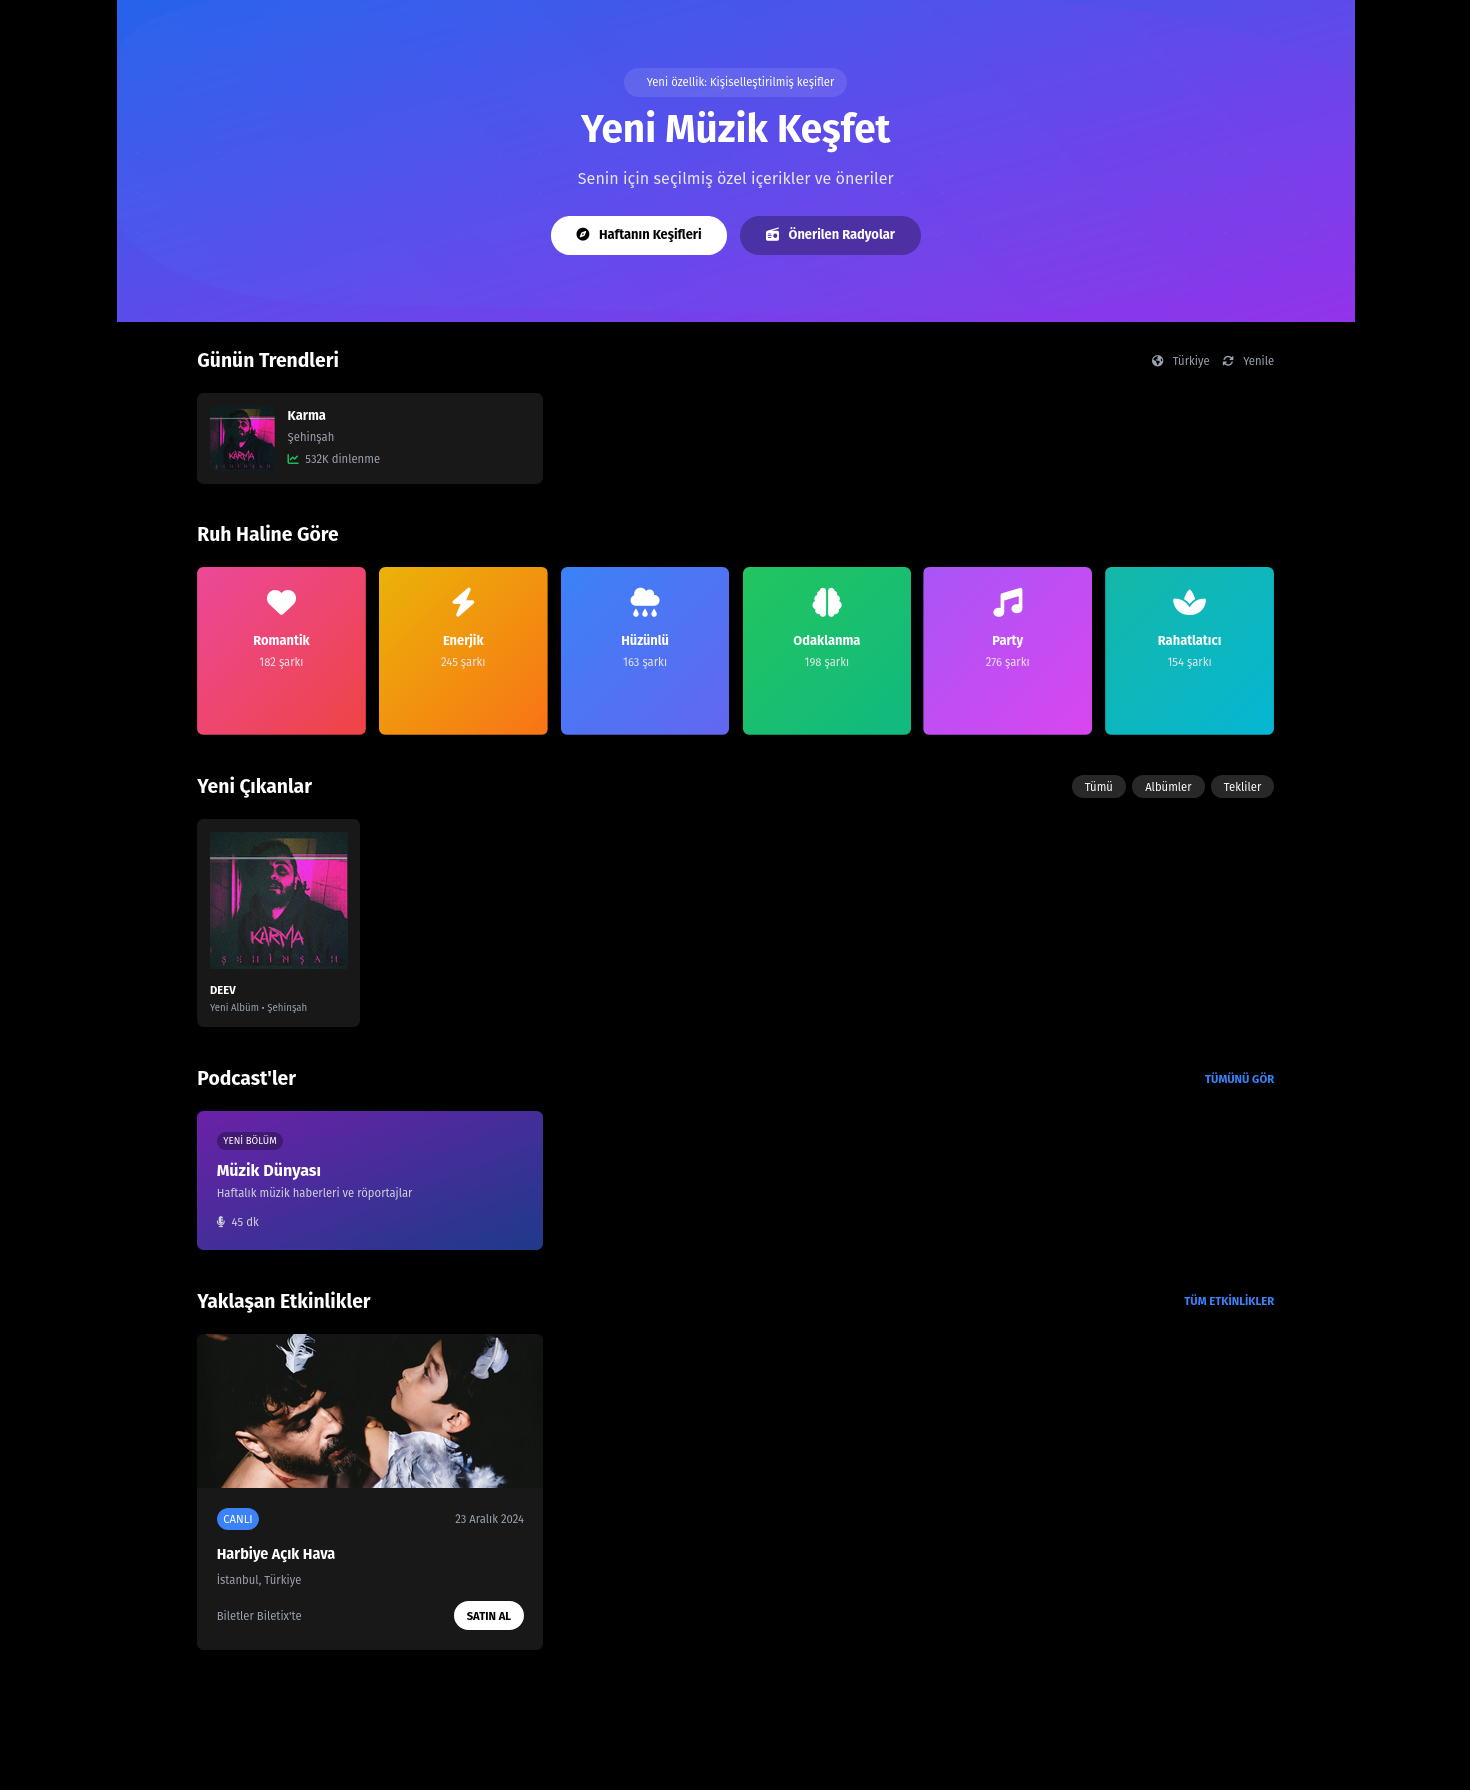 Yeni özellik: Kişiselleştirilmiş keşifler
Yeni Müzik Keşfet
Senin için seçilmiş özel içerikler ve öneriler
Haftanın Keşifleri
Önerilen Radyolar
Günün Trendleri
Türkiye
Yenile
Karma
Şehinşah
532K dinlenme
KARMA
ŞEHİNŞAH
Ruh Haline Göre
Romantik
182 şarkı
Enerjik
245 şarkı
Hüzünlü
163 şarkı
Odaklanma
198 şarkı
Party
276 şarkı
Rahatlatıcı
154 şarkı
Yeni Çıkanlar
Tümü
Albümler
Tekliler
KARMA
ŞEHİNŞAH
DEEV
Yeni Albüm • Şehinşah
Podcast'ler
TÜMÜNÜ GÖR
YENİ BÖLÜM
Müzik Dünyası
Haftalık müzik haberleri ve röportajlar
45 dk
Yaklaşan Etkinlikler
TÜM ETKİNLİKLER
CANLI
23 Aralık 2024
Harbiye Açık Hava
İstanbul, Türkiye
Biletler Biletix'te
SATIN AL